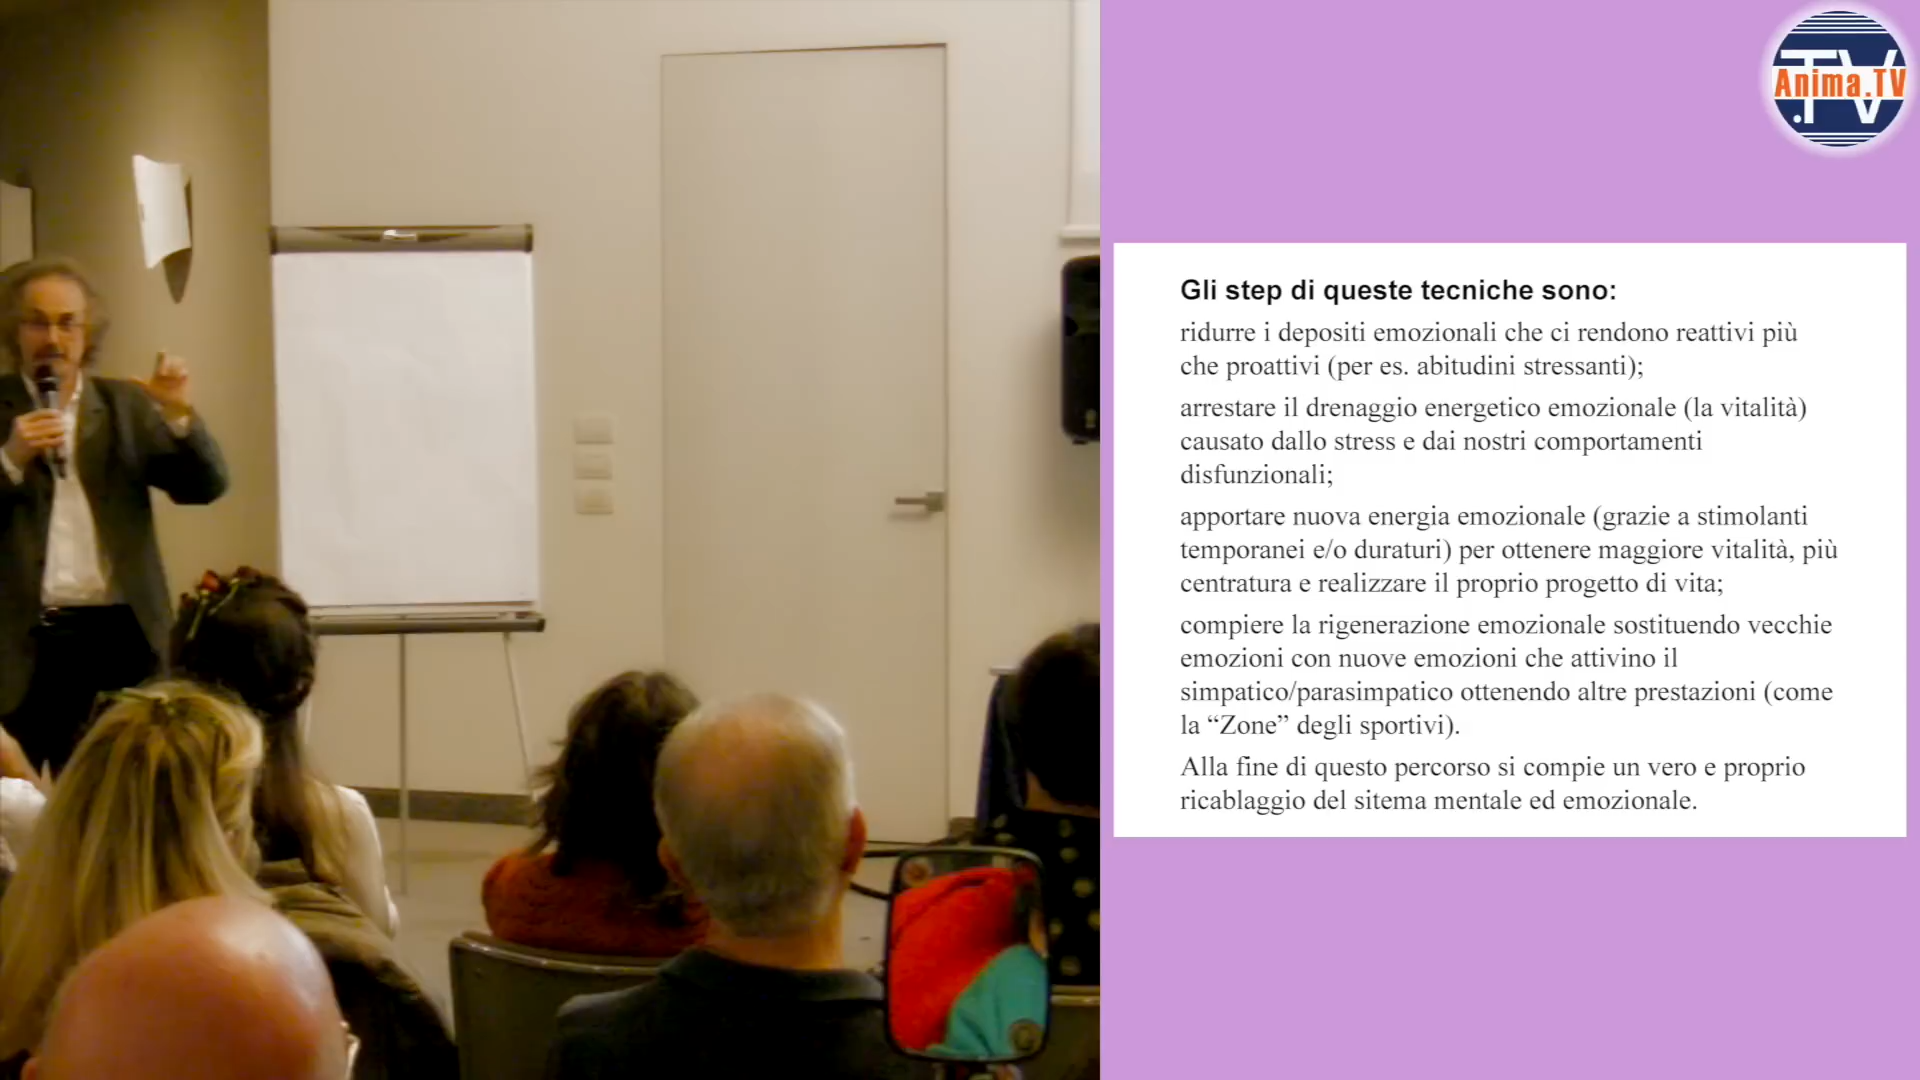 Anima.TV
Gli step di queste tecniche sono:
ridurre i depositi emozionali che ci rendono reattivi più
che proattivi (per es. abitudini stressanti);
arrestare il drenaggio energetico emozionale (la vitalità)
causato dallo stress e dai nostri comportamenti
disfunzionali;
apportare nuova energia emozionale (grazie a stimolanti
temporanei e/o duraturi) per ottenere maggiore vitalità, più
centratura e realizzare il proprio progetto di vita;
compiere la rigenerazione emozionale sostituendo vecchie
emozioni con nuove emozioni che attivino il
simpatico/parasimpatico ottenendo altre prestazioni (come
la “Zone” degli sportivi).
Alla fine di questo percorso si compie un vero e proprio
ricablaggio del sitema mentale ed emozionale.